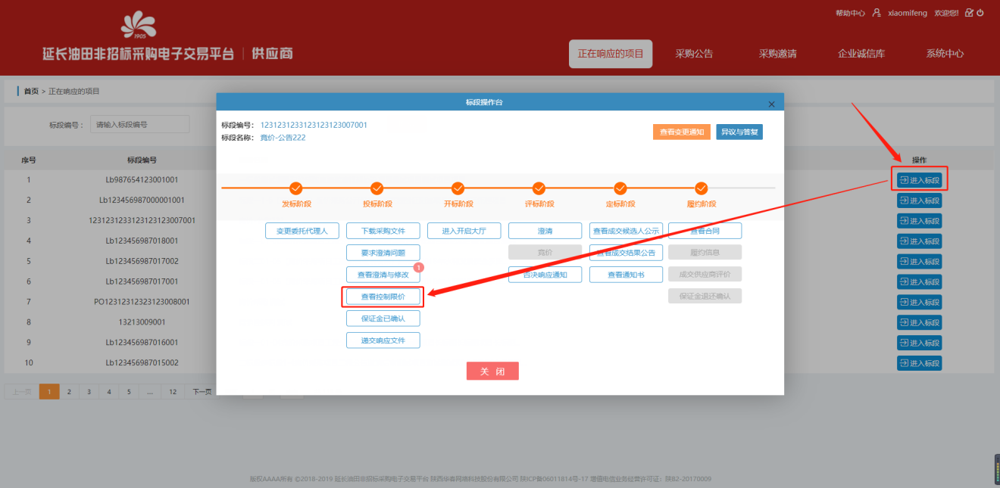 帮助中心 xiaomifeng 欢迎您!!
1905
延长油田非招标采购电子交易平台 | 供应商
正在响应的项目 采购公告 采购邀请 企业诚信库 系统中心
首页 > 正在响应的项目
标段编号： 请输入标段编号
序号 标段编号 操作
1 Lb987654123001001 进入标段
2 Lb123456987000001001 进入标段
3 1231231233123123123007001 进入标段
4 Lb123456987018001 进入标段
5 Lb123456987017002 进入标段
6 Lb123456987017001 进入标段
7 PO12312312323123008001 进入标段
8 13213009001 进入标段
9 Lb123456987016001 进入标段
10 Lb123456987015002 进入标段
上一页 1 2 3 4 5 ... 12 下一页
标段操作台 ×
标段编号： 1231231233123123123007001
标段名称： 竞价-公告222
查看变更通知 异议与答复
发标阶段 投标阶段 开标阶段 评标阶段 定标阶段 履约阶段
变更委托代理人 下载采购文件 进入开启大厅 澄清 查看成交候选人公示 查看合同
要求澄清问题 竞价 查看成交结果公告 履约信息
查看澄清与修改 1 否决响应通知 查看通知书 成交供应商评价
查看控制限价 保证金退还确认
保证金已确认
递交响应文件
关 闭
版权AAAA所有 ©2018-2019 延长油田非招标采购电子交易平台 陕西华春网络科技股份有限公司 陕ICP备06011814号-17 增值电信业务经营许可证：陕B2-20170009